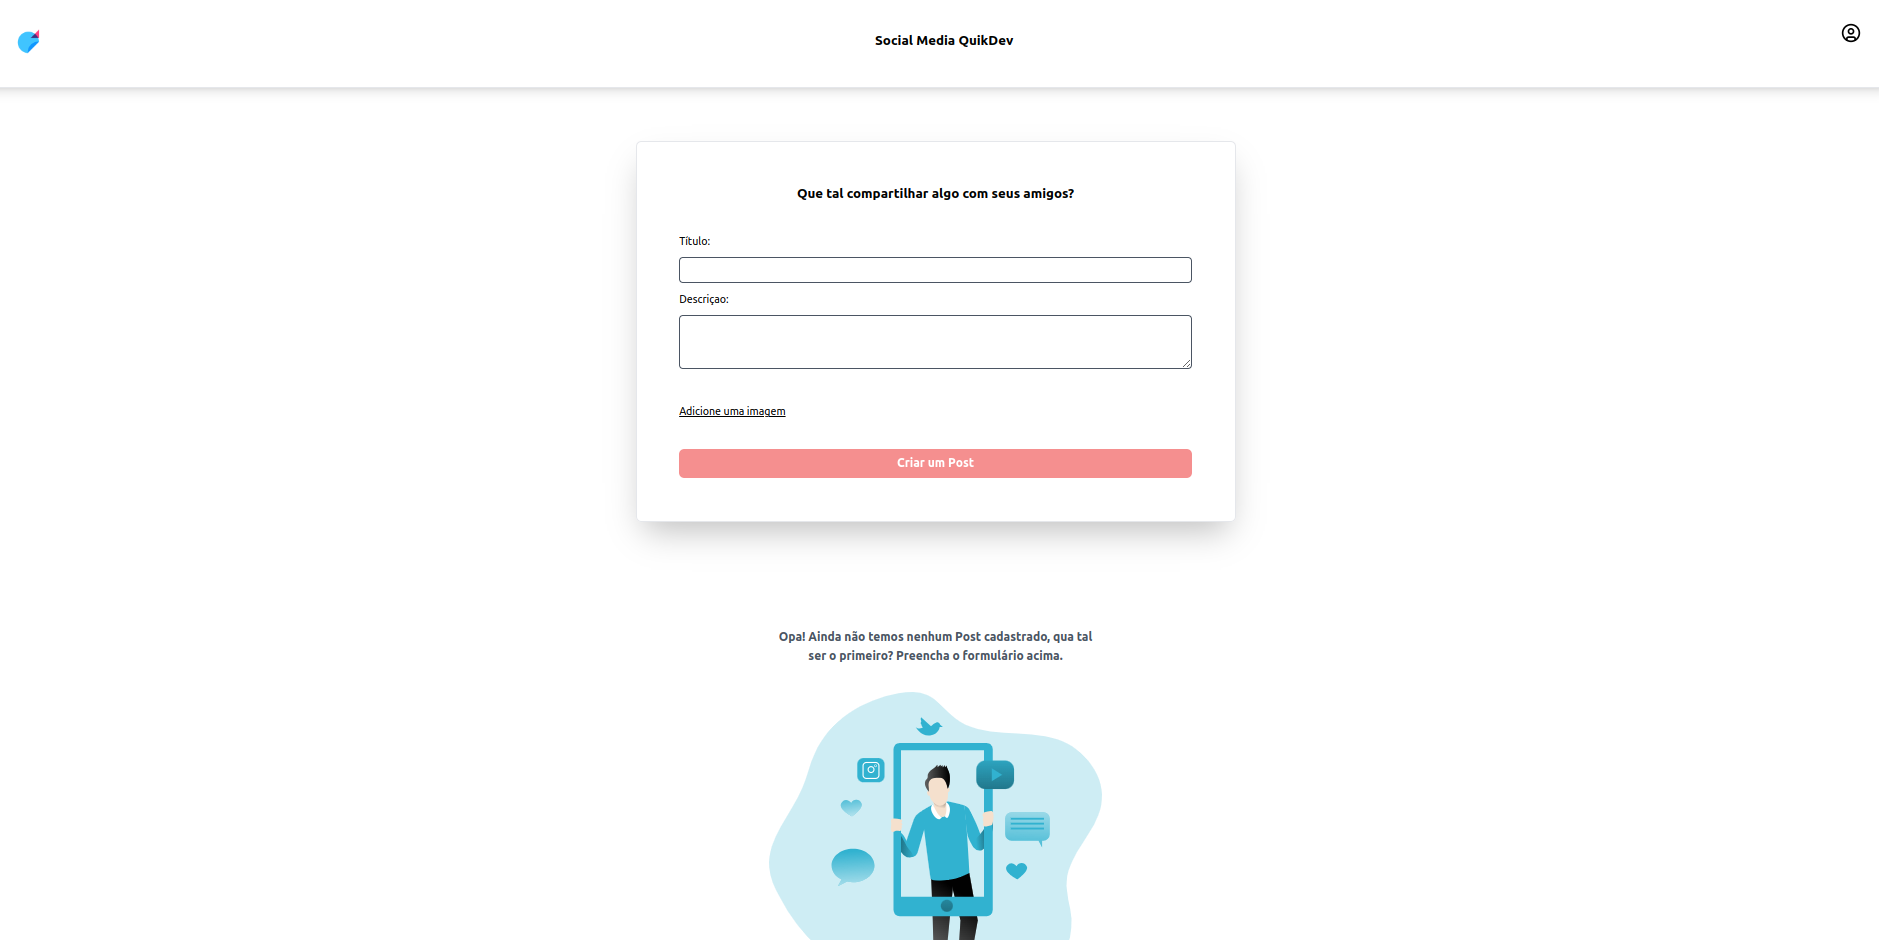 Social Media QuikDev
Que tal compartilhar algo com seus amigos?
Título:
Descriçao:
Adicione uma imagem
Criar um Post
Opa! Ainda não temos nenhum Post cadastrado, qua tal
ser o primeiro? Preencha o formulário acima.